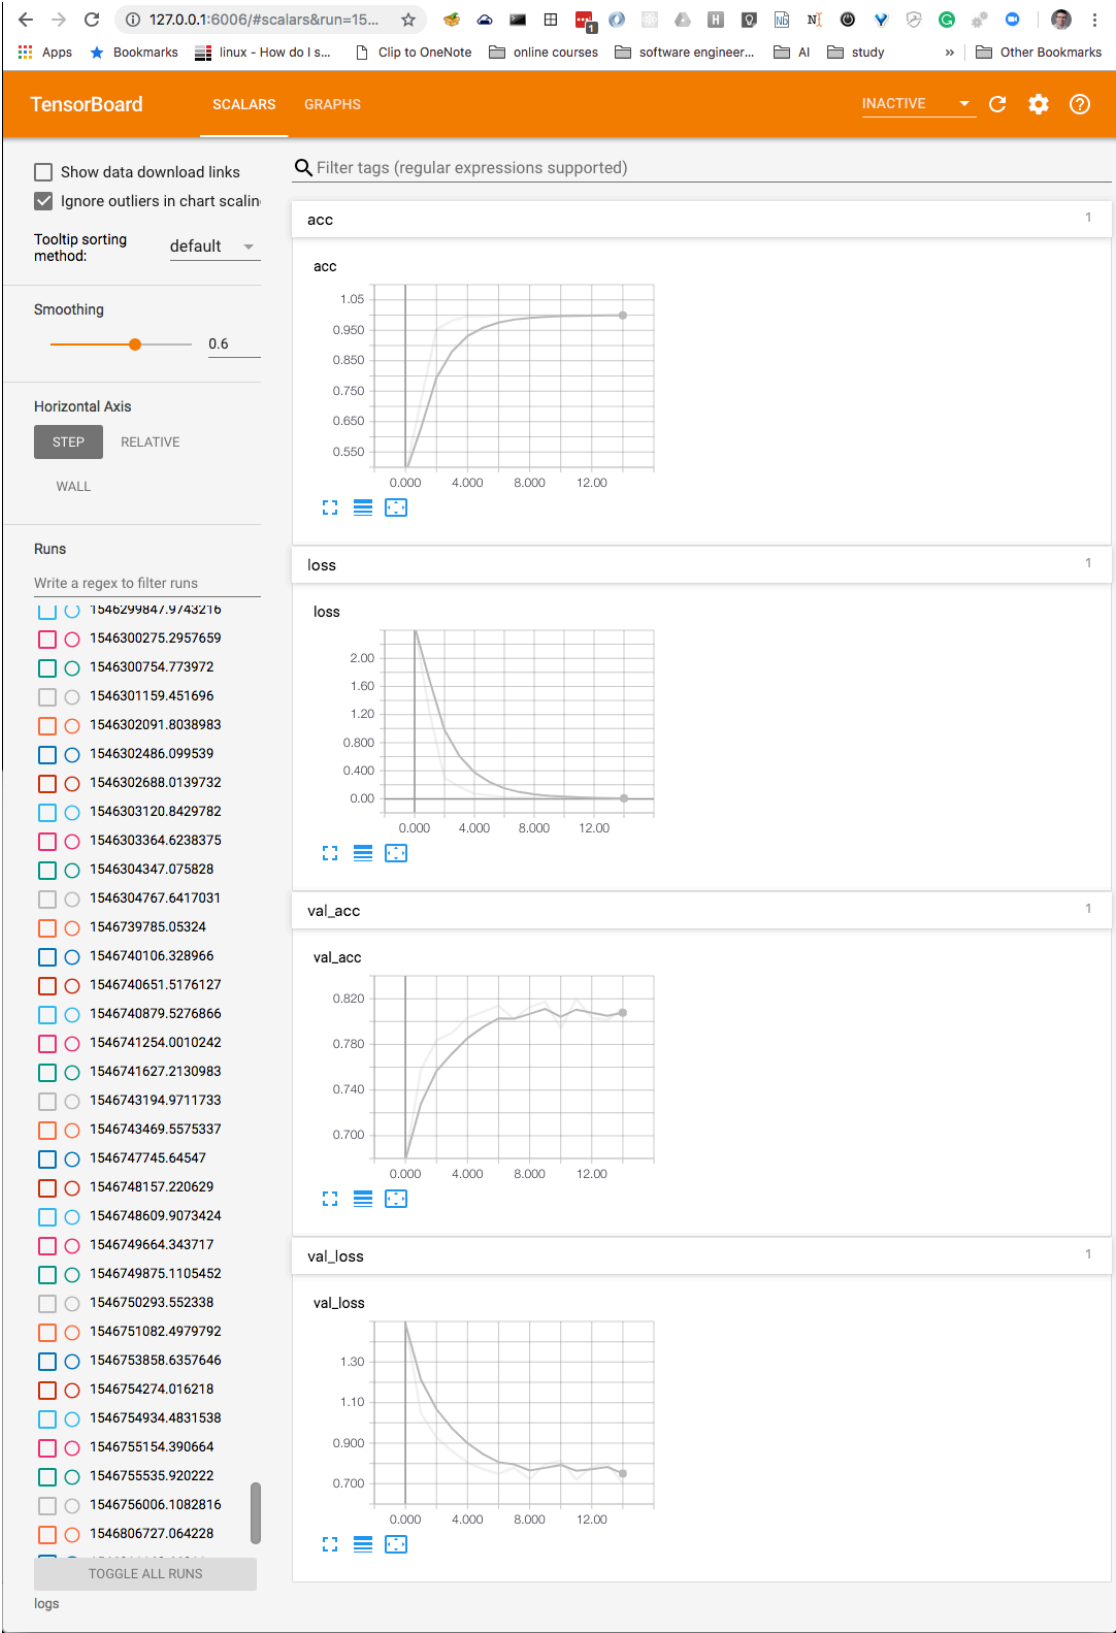 127.0.0.1:6006/#scalars&run=15...
1
Apps Bookmarks linux - How do I s... Clip to OneNote online courses software engineer... AI study » Other Bookmarks
TensorBoard SCALARS GRAPHS INACTIVE
Show data download links
Ignore outliers in chart scalin
Tooltip sorting method: default
Smoothing
0.6
Horizontal Axis
STEP RELATIVE
WALL
Runs
Write a regex to filter runs
1546299847.9743216
1546300275.2957659
1546300754.773972
1546301159.451696
1546302091.8038983
1546302486.099539
1546302688.0139732
1546303120.8429782
1546303364.6238375
1546304347.075828
1546304767.6417031
1546739785.05324
1546740106.328966
1546740651.5176127
1546740879.5276866
1546741254.0010242
1546741627.2130983
1546743194.9711733
1546743469.5575337
1546747745.64547
1546748157.220629
1546748609.9073424
1546749664.343717
1546749875.1105452
1546750293.552338
1546751082.4979792
1546753858.6357646
1546754274.016218
1546754934.4831538
1546755154.390664
1546755535.920222
1546756006.1082816
1546806727.064228
TOGGLE ALL RUNS
logs
Filter tags (regular expressions supported)
acc 1
acc
1.05
0.950
0.850
0.750
0.650
0.550
0.000 4.000 8.000 12.00
loss 1
loss
2.00
1.60
1.20
0.800
0.400
0.00
0.000 4.000 8.000 12.00
val_acc 1
val_acc
0.820
0.780
0.740
0.700
0.000 4.000 8.000 12.00
val_loss 1
val_loss
1.30
1.10
0.900
0.700
0.000 4.000 8.000 12.00